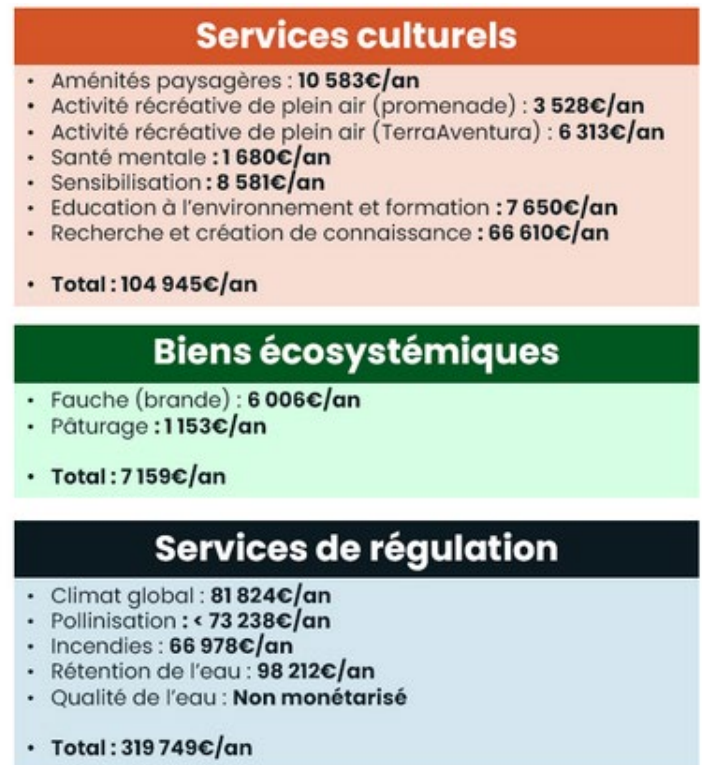 Services culturels
• Aménités paysagères : 10 583€/an
• Activité récréative de plein air (promenade) : 3 528€/an
• Activité récréative de plein air (TerraAventura) : 6 313€/an
• Santé mentale : 1 680€/an
• Sensibilisation : 8 581€/an
• Education à l'environnement et formation : 7 650€/an
• Recherche et création de connaissance : 66 610€/an
• Total : 104 945€/an
Biens écosystémiques
• Fauche (brande) : 6 006€/an
• Pâturage : 1 153€/an
• Total : 7 159€/an
Services de régulation
• Climat global : 81 824€/an
• Pollinisation : < 73 238€/an
• Incendies : 66 978€/an
• Rétention de l'eau : 98 212€/an
• Qualité de l'eau : Non monétarisé
• Total : 319 749€/an